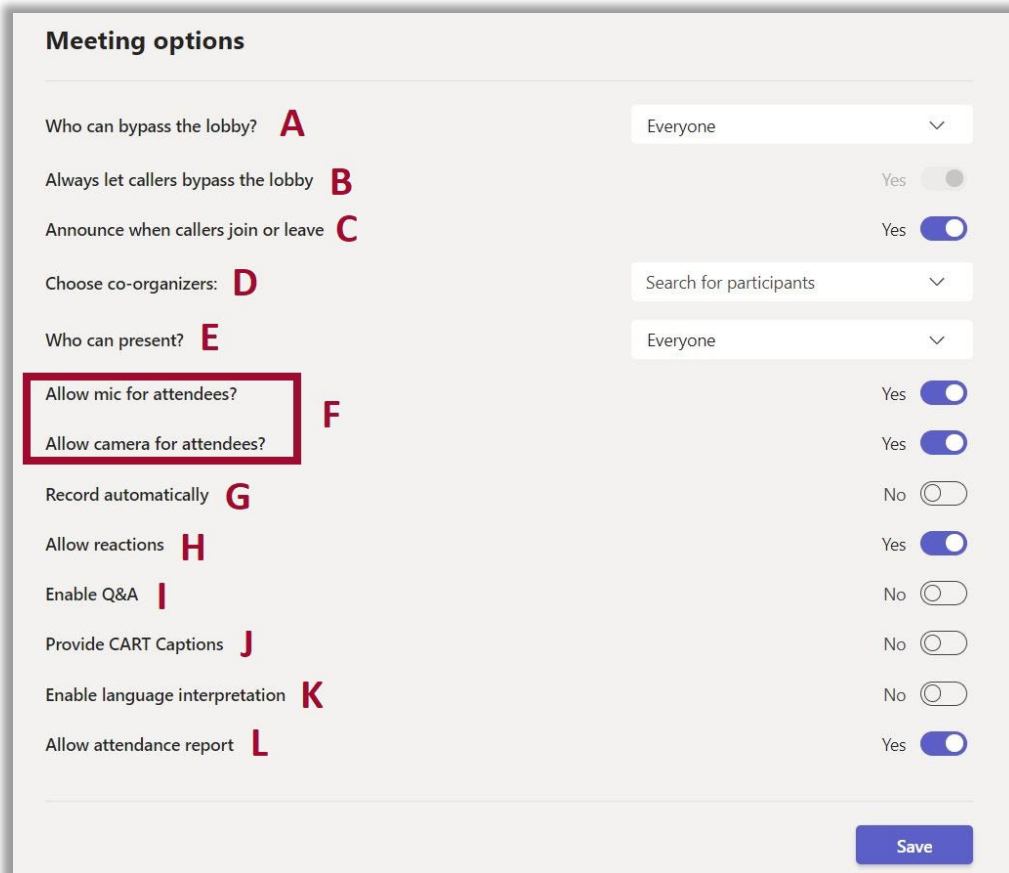 Meeting options
Who can bypass the lobby? A Everyone
Always let callers bypass the lobby B Yes
Announce when callers join or leave C Yes
Choose co-organizers: D Search for participants
Who can present? E Everyone
Allow mic for attendees? Yes
F
Allow camera for attendees? Yes
Record automatically G No
Allow reactions H Yes
Enable Q&A I No
Provide CART Captions J No
Enable language interpretation K No
Allow attendance report L Yes
Save